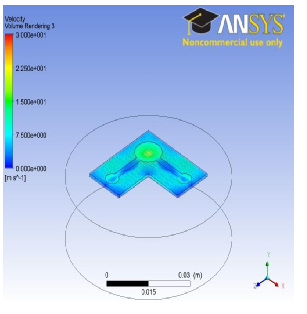 Velocity
Volume Rendering 3
3.000e+001
2.250e+001
1.500e+001
7.500e+000
0.000e+000
[m s^-1]
ANSYS
Noncommercial use only
0
0.03 (m)
0.015
Y
Z
X